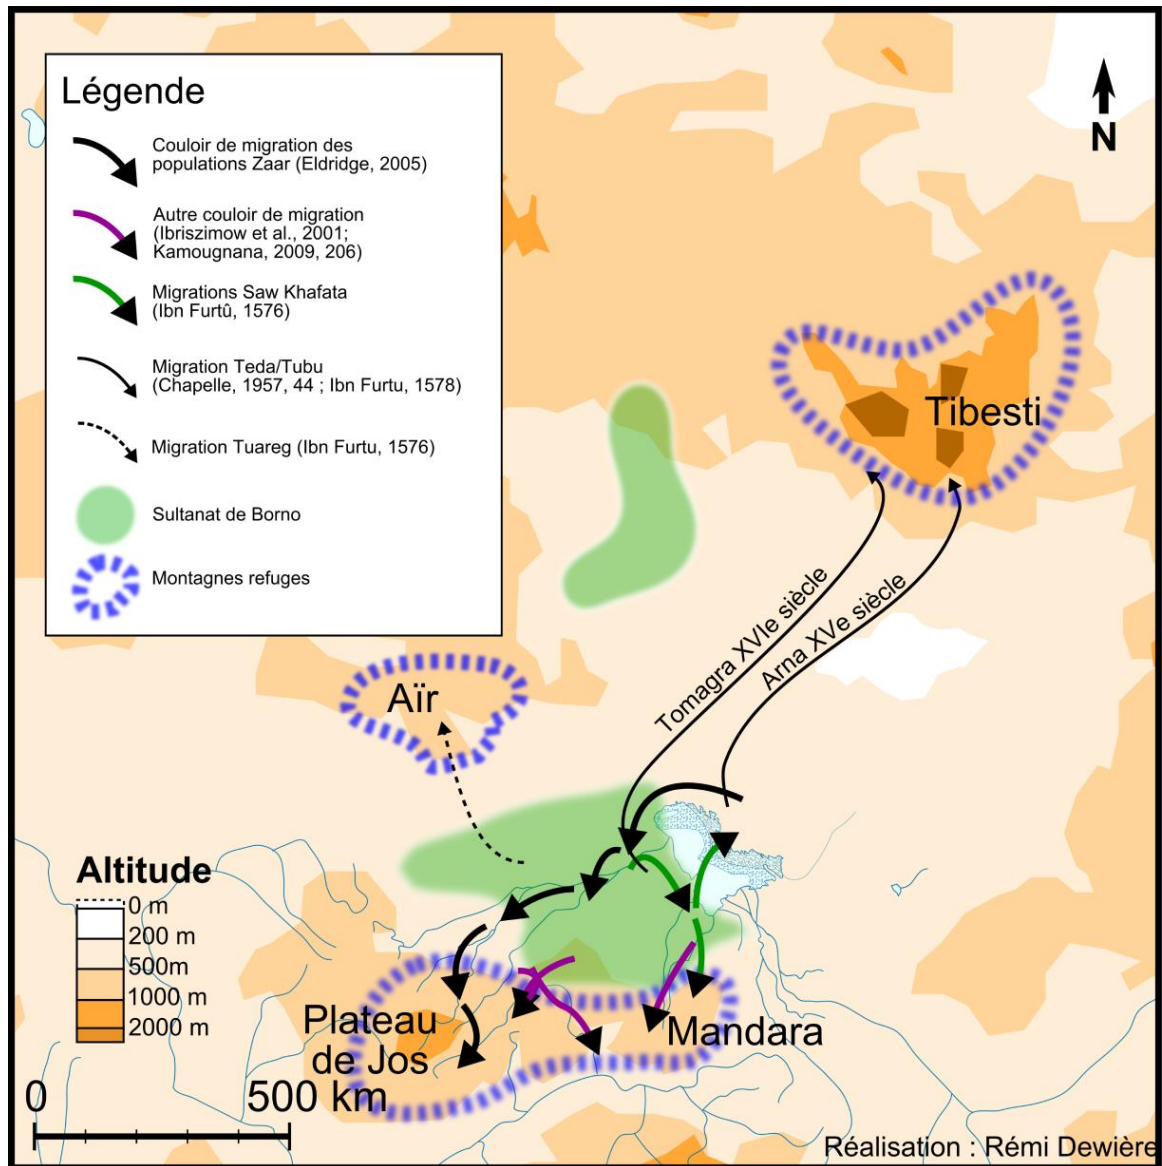 Légende
Couloir de migration des
populations Zaar (Eldridge, 2005)
Autre couloir de migration
(Ibriszimow et al., 2001;
Kamougnana, 2009, 206)
Migrations Saw Khafata
(Ibn Furtû, 1576)
Migration Teda/Tubu
(Chapelle, 1957, 44 ; Ibn Furtu, 1578)
Migration Tuareg (Ibn Furtu, 1576)
Sultanat de Borno
Montagnes refuges
N
Tibesti
Tomagra XVIe siècle
Arna XVe siècle
Aïr
Altitude
0 m
200 m
500m
1000 m
2000 m
Plateau
de Jos
Mandara
0 500 km
Réalisation : Rémi Dewière